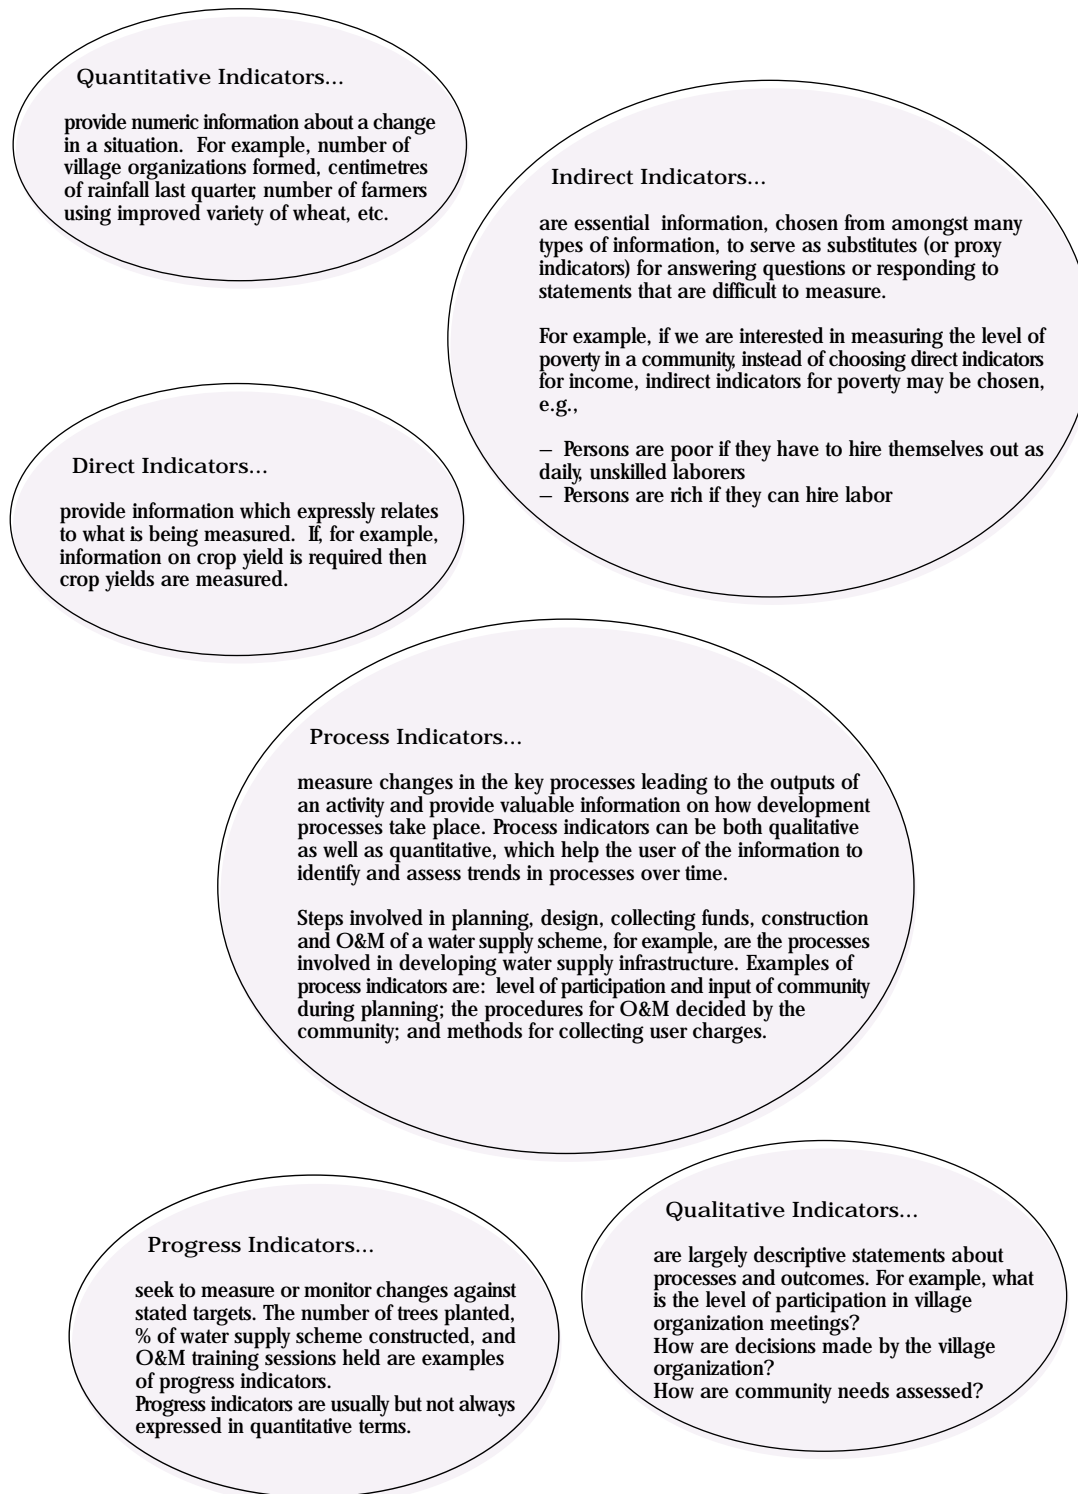 Quantitative Indicators...
provide numeric information about a change
in a situation.  For example, number of
village organizations formed, centimetres
of rainfall last quarter, number of farmers
using improved variety of wheat, etc.
Indirect Indicators...
are essential  information, chosen from amongst many
types of information, to serve as substitutes (or proxy
indicators) for answering questions or responding to
statements that are difficult to measure.
For example, if we are interested in measuring the level of
poverty in a community, instead of choosing direct indicators
for income, indirect indicators for poverty may be chosen,
e.g.,
–  Persons are poor if they have to hire themselves out as
daily, unskilled laborers
–  Persons are rich if they can hire labor
Direct Indicators...
provide information which expressly relates
to what is being measured.  If, for example,
information on crop yield is required then
crop yields are measured.
Process Indicators...
measure changes in the key processes leading to the outputs of
an activity and provide valuable information on how development
processes take place. Process indicators can be both qualitative
as well as quantitative, which help the user of the information to
identify and assess trends in processes over time.
Steps involved in planning, design, collecting funds, construction
and O&M of a water supply scheme, for example, are the processes
involved in developing water supply infrastructure. Examples of
process indicators are:  level of participation and input of community
during planning; the procedures for O&M decided by the
community; and methods for collecting user charges.
Progress Indicators...
seek to measure or monitor changes against
stated targets. The number of trees planted,
% of water supply scheme constructed, and
O&M training sessions held are examples
of progress indicators.
Progress indicators are usually but not always
expressed in quantitative terms.
Qualitative Indicators...
are largely descriptive statements about
processes and outcomes. For example, what
is the level of participation in village
organization meetings?
How are decisions made by the village
organization?
How are community needs assessed?